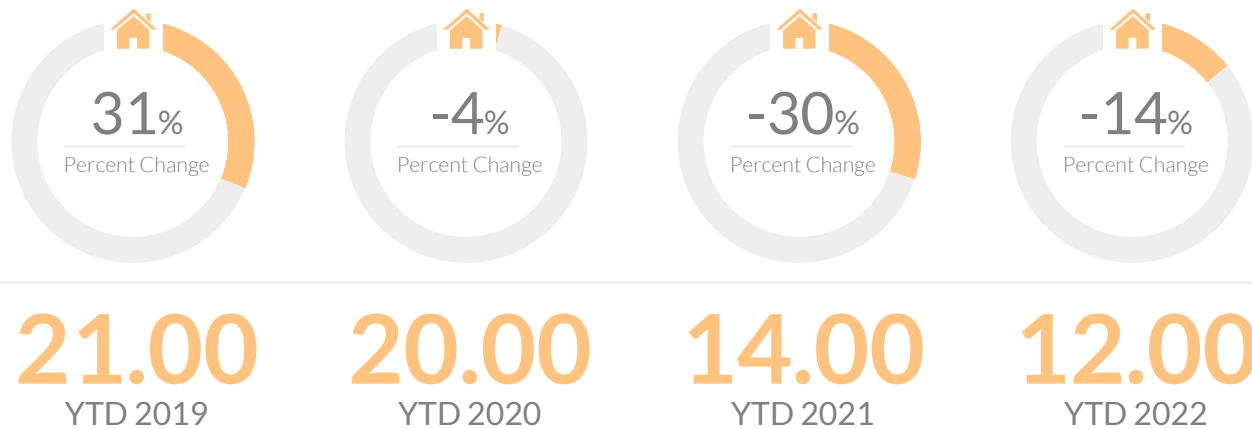 31% -4% -30% -14%
Percent Change Percent Change Percent Change Percent Change
21.00 20.00 14.00 12.00
YTD 2019 YTD 2020 YTD 2021 YTD 2022